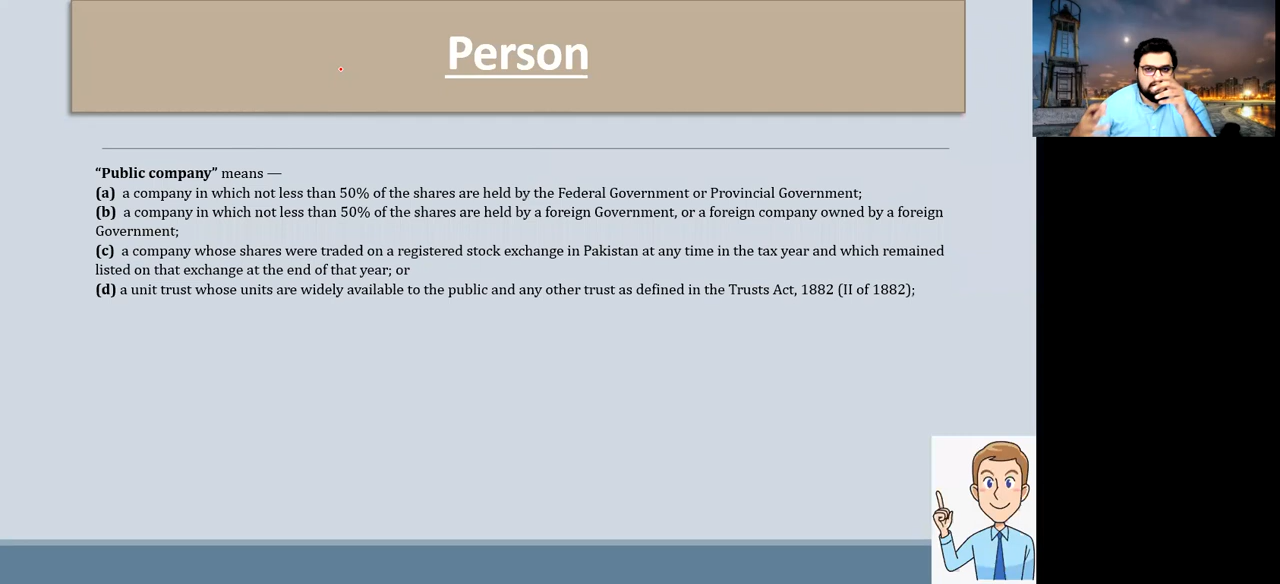 Person
“Public company” means —
(a) a company in which not less than 50% of the shares are held by the Federal Government or Provincial Government;
(b) a company in which not less than 50% of the shares are held by a foreign Government, or a foreign company owned by a foreign
Government;
(c) a company whose shares were traded on a registered stock exchange in Pakistan at any time in the tax year and which remained
listed on that exchange at the end of that year; or
(d) a unit trust whose units are widely available to the public and any other trust as defined in the Trusts Act, 1882 (II of 1882);